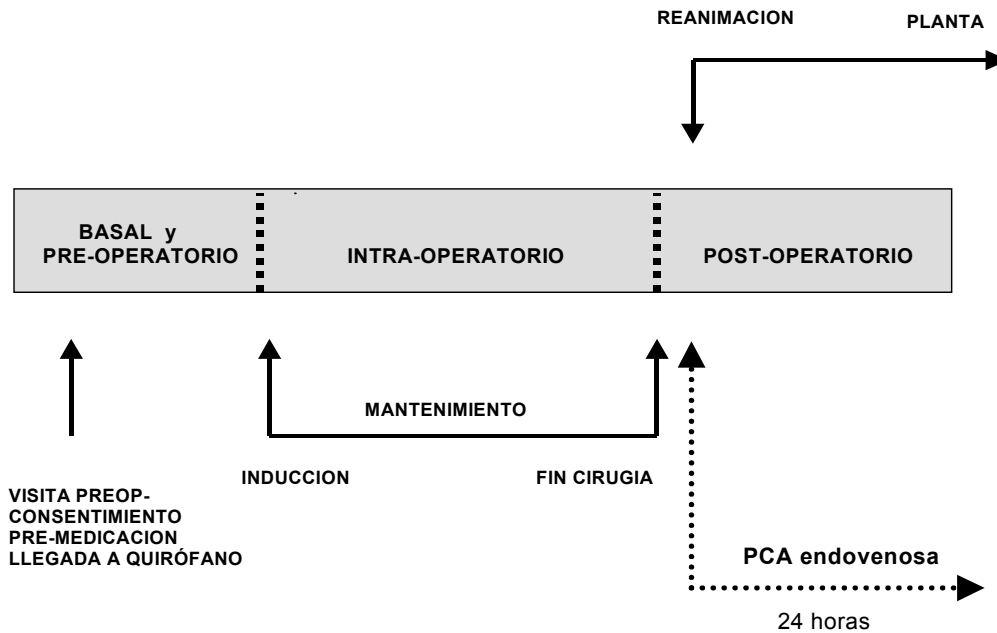 REANIMACION
PLANTA
BASAL y
PRE-OPERATORIO
INTRA-OPERATORIO
POST-OPERATORIO
MANTENIMIENTO
INDUCCION
FIN CIRUGIA
VISITA PREOP-
CONSENTIMIENTO
PRE-MEDICACION
LLEGADA A QUIRÓFANO
PCA endovenosa
24 horas